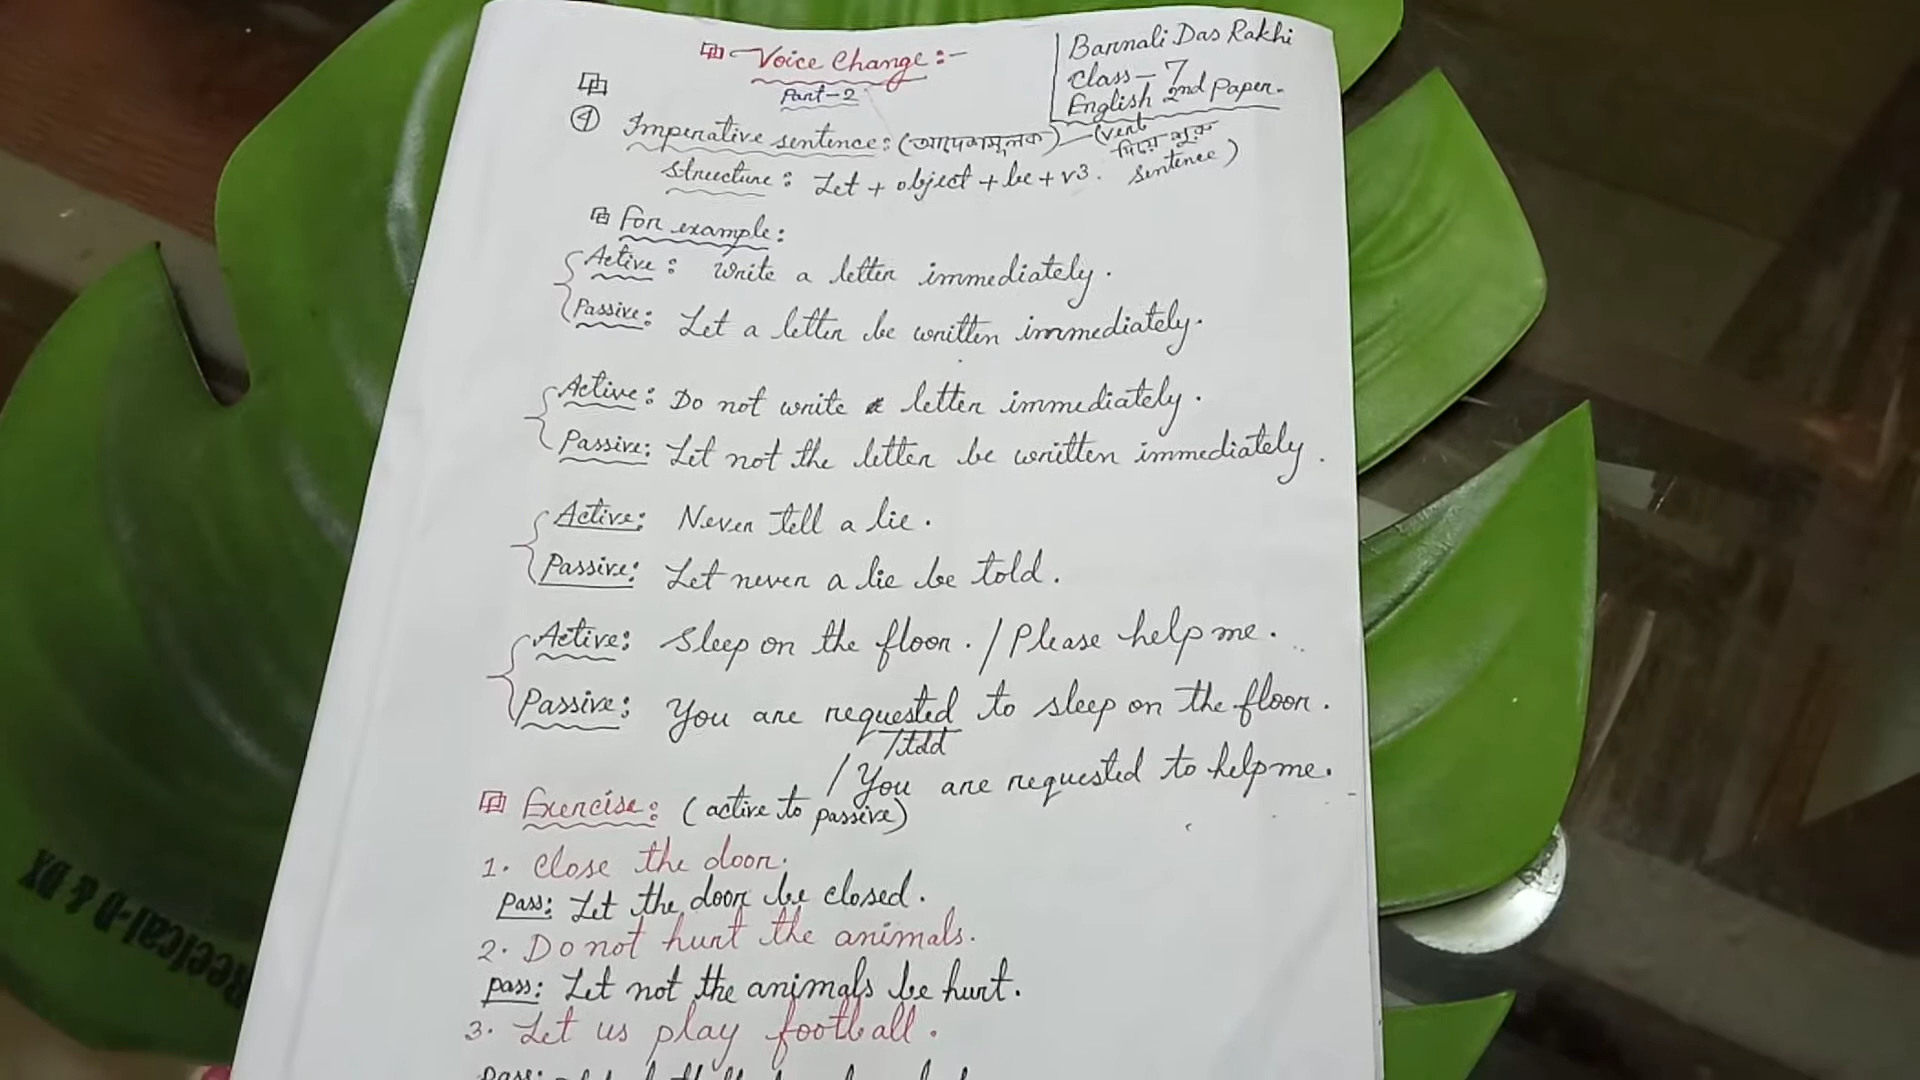 Voice Change:-
Part-2
Barnali Das Rakhi
Class-7
English 2nd Paper.
④ Imperative sentence: (আদেশমূলক) - (verb দিয়ে শুরু sentence)
Structure: Let + object + be + v3.
For example:
Active: Write a letter immediately.
Passive: Let a letter be written immediately.
Active: Do not write letter immediately.
Passive: Let not the letter be written immediately.
Active: Never tell a lie.
Passive: Let never a lie be told.
Active: Sleep on the floor. / Please help me.
Passive: You are requested to sleep on the floor.
/told
/ You are requested to help me.
Exercise: (active to passive)
1. Close the door.
Pass: Let the door be closed.
2. Do not hurt the animals.
pass: Let not the animals be hurt.
3. Let us play football.
pass: